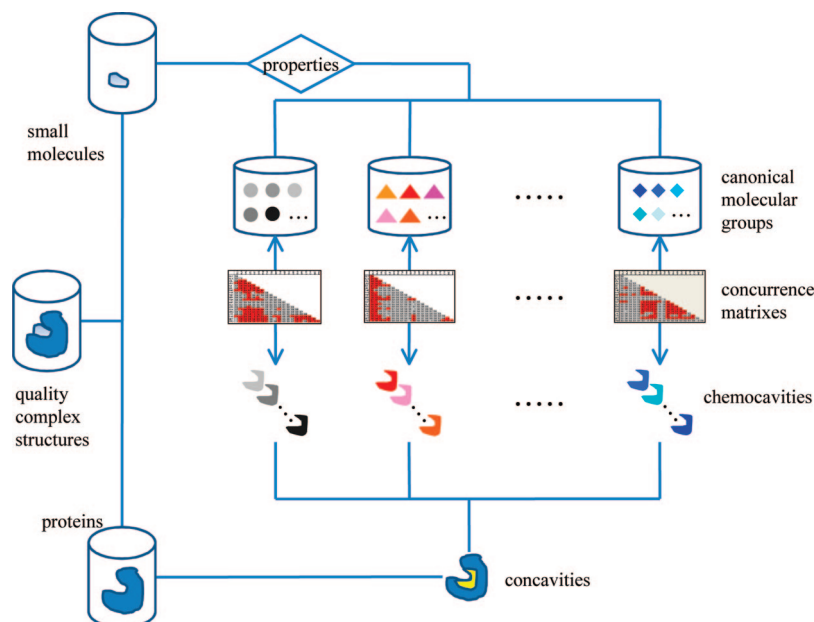 properties
small
molecules
canonical
molecular
groups
concurrence
matrixes
quality
complex
structures
chemocavities
proteins
concavities